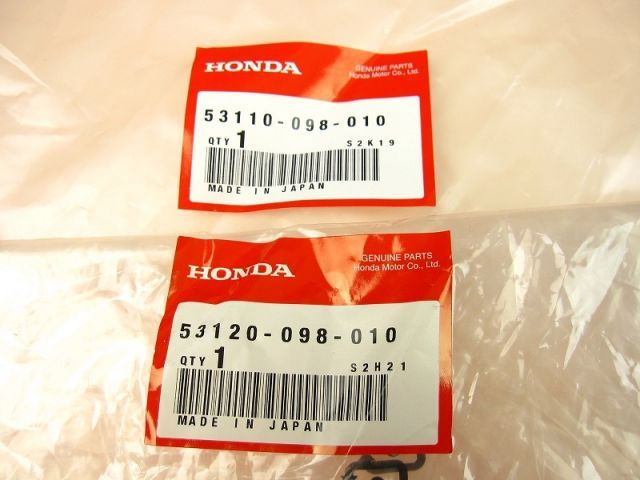 HONDA
GENUINE PARTS
Honda Motor Co., Ltd.
53110-098-010
QTY 1 S2K19
MADE IN JAPAN
HONDA
GENUINE PARTS
Honda Motor Co., Ltd.
53120-098-010
QTY 1 S2H21
MADE IN JAPAN